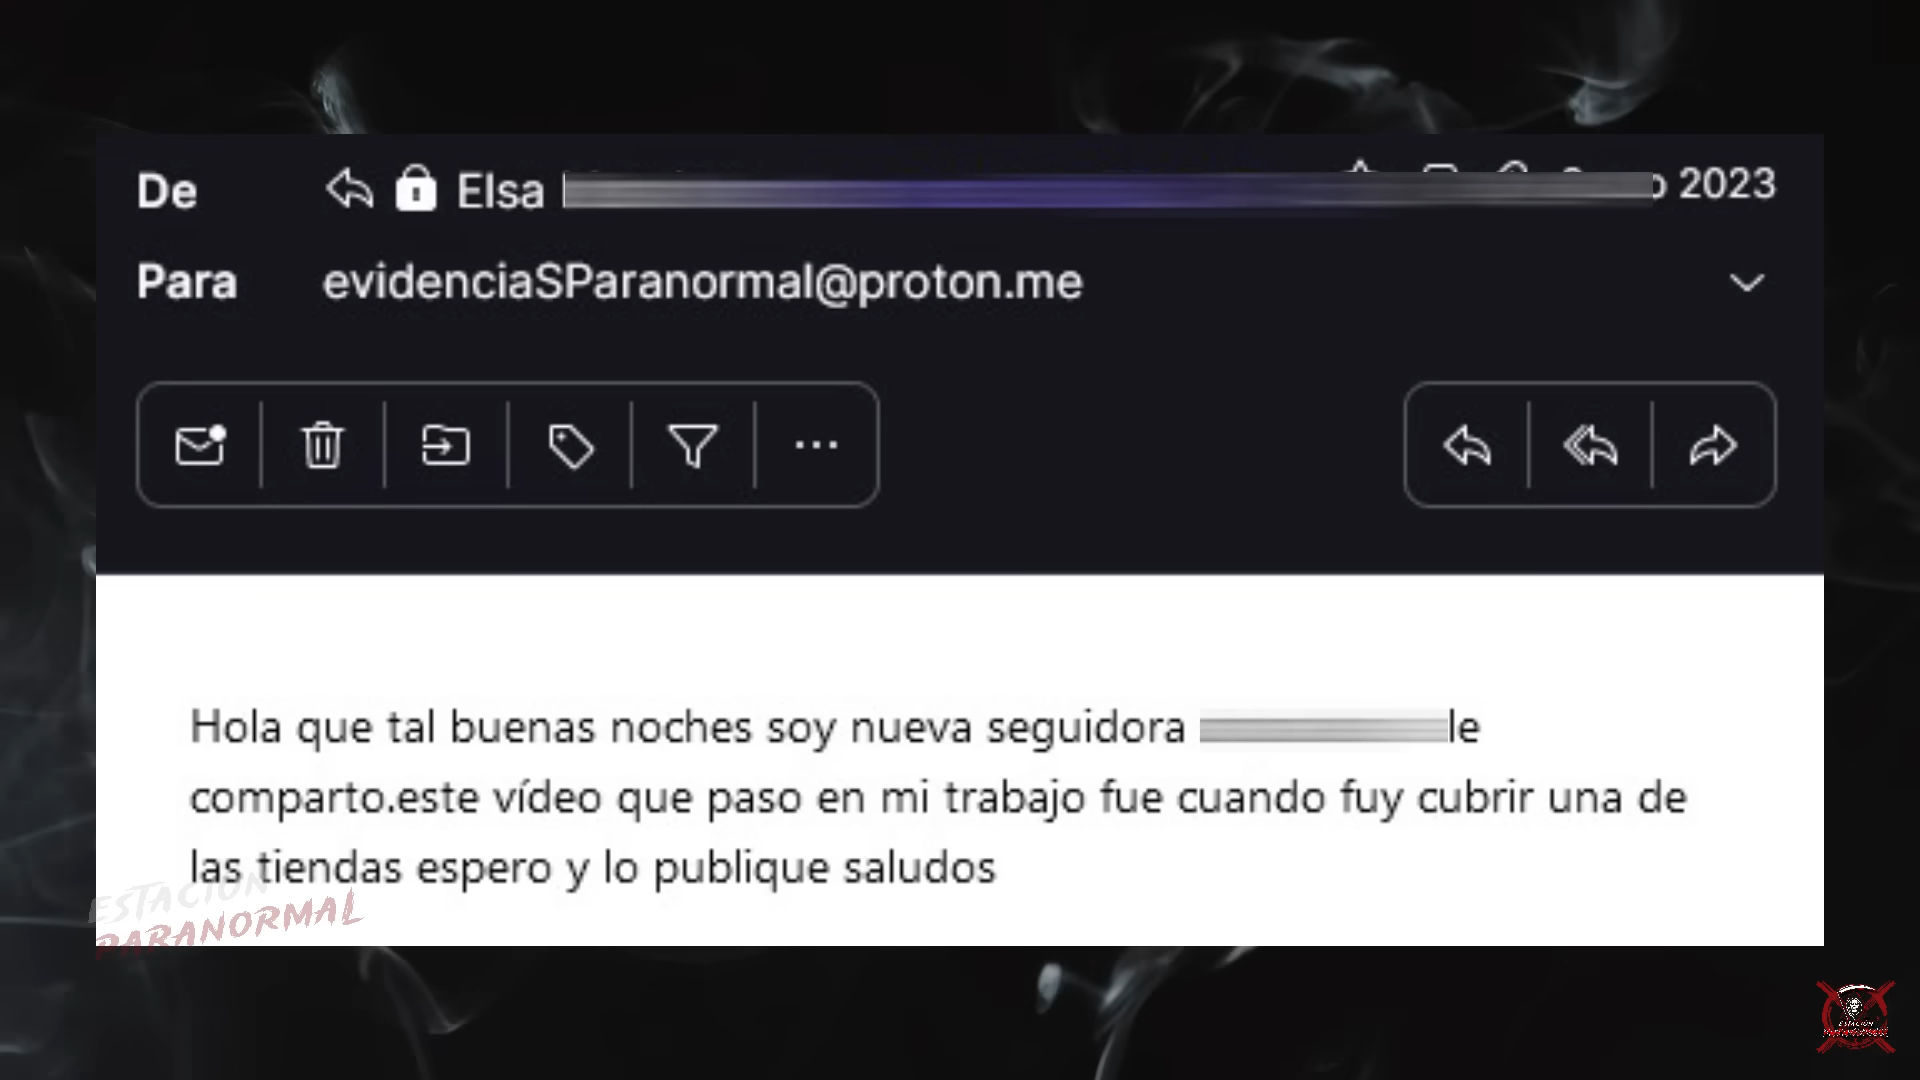 De Elsa 2023
Para evidenciaSParanormal@proton.me
Hola que tal buenas noches soy nueva seguidora le
comparto.este vídeo que paso en mi trabajo fue cuando fuy cubrir una de
las tiendas espero y lo publique saludos
ESTACIÓN
PARANORMAL